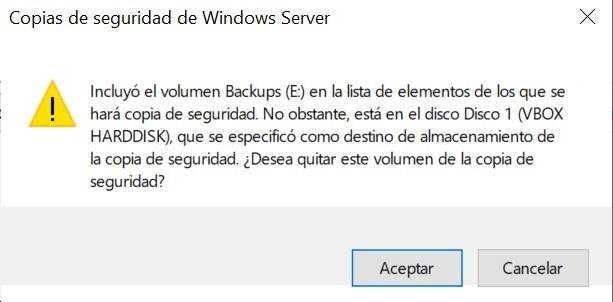 Copias de seguridad de Windows Server
Incluyó el volumen Backups (E:) en la lista de elementos de los que se
hará copia de seguridad. No obstante, está en el disco Disco 1 (VBOX
HARDDISK), que se especificó como destino de almacenamiento de
la copia de seguridad. ¿Desea quitar este volumen de la copia de
seguridad?
Aceptar
Cancelar